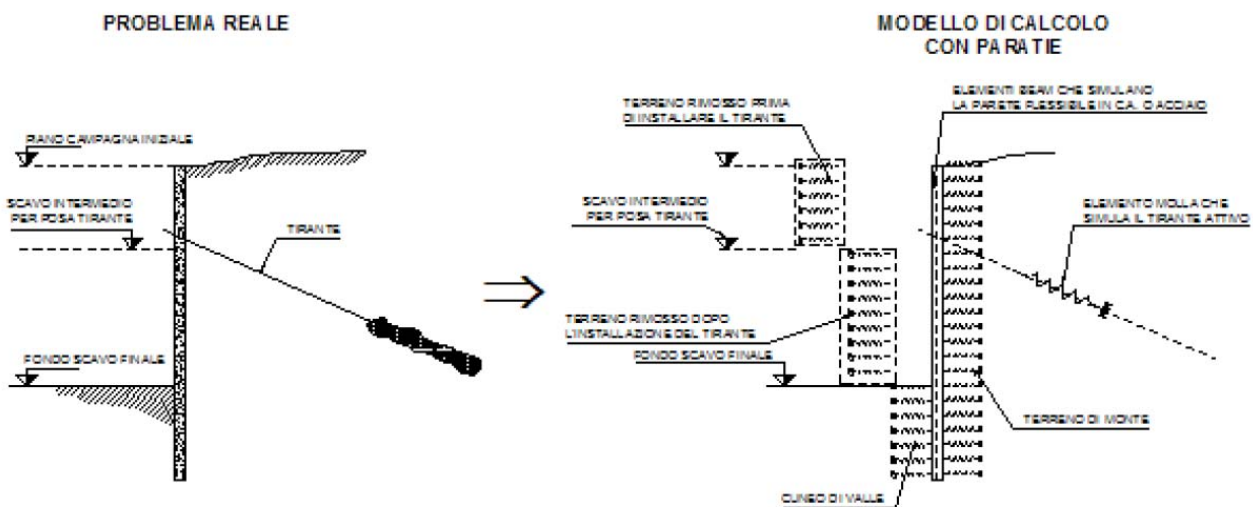 PROBLEMA REALE
PIANO CAMPAGNA INIZIALE
SCAVO INTERMEDIO
PER POSA TIRANTE
TIRANTE
FONDO SCAVO FINALE
MODELLO DI CALCOLO
CON PARATIE
TERRENO RIMOSSO PRIMA
DI INSTALLARE IL TIRANTE
ELEMENTI BEAM CHE SIMULANO
LA PARETE FLESSIBILE IN C.A. O ACCIAIO
SCAVO INTERMEDIO
PER POSA TIRANTE
ELEMENTO MOLLA CHE
SIMULA IL TIRANTE ATTIVO
TERRENO RIMOSSO DOPO
L'INSTALLAZIONE DEL TIRANTE
FONDO SCAVO FINALE
TERRENO DI MONTE
CUNEO DI VALLE